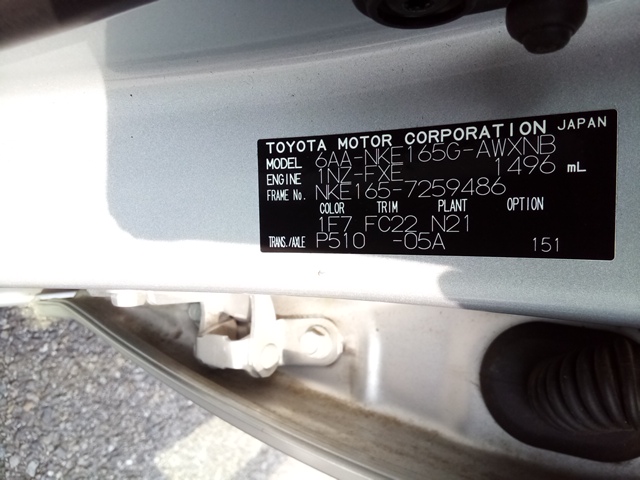 TOYOTA MOTOR CORPORATION JAPAN
MODEL 6AA-NKE165G-AWXNB
ENGINE 1NZ-FXE 1496 mL
FRAME No. NKE165-7259486
COLOR TRIM PLANT OPTION
1F7 FC22 N21
TRANS./AXLE P510 -05A 151